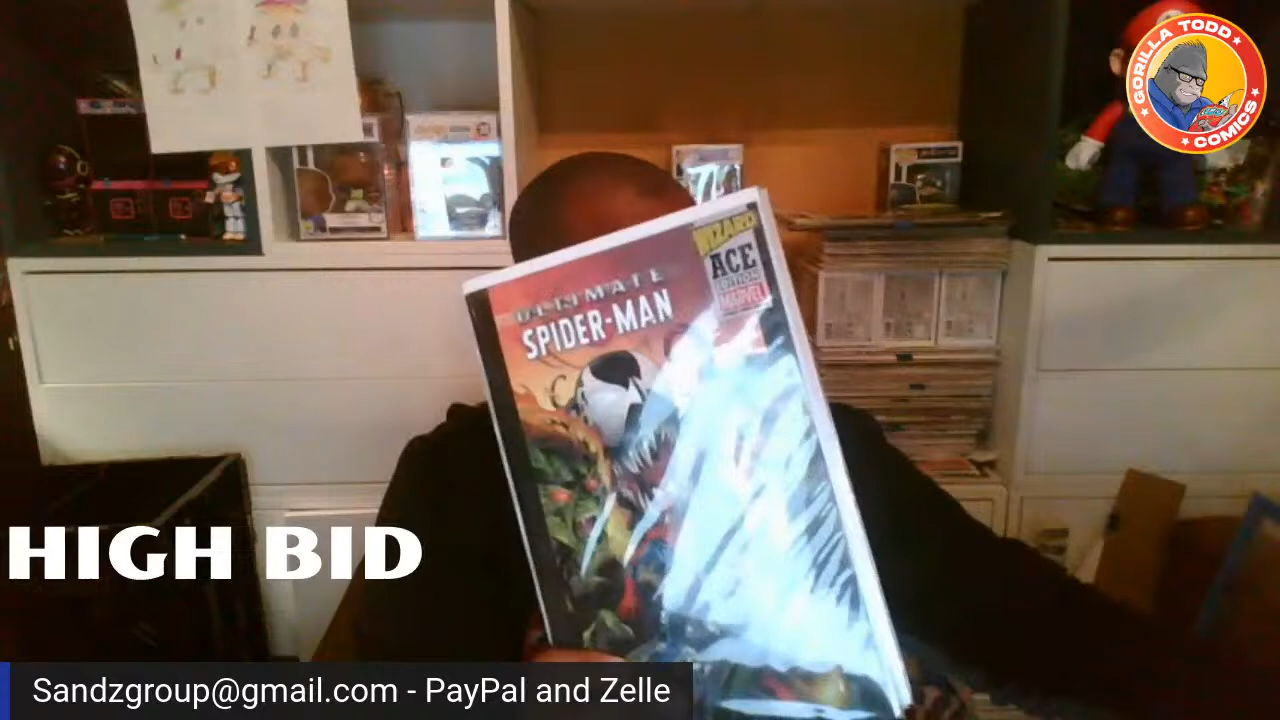 GORILLA TODD
COMICS
WIZARD
ACE
EDITION
MARVEL
ULTIMATE
SPIDER-MAN
HIGH BID
Sandzgroup@gmail.com - PayPal and Zelle